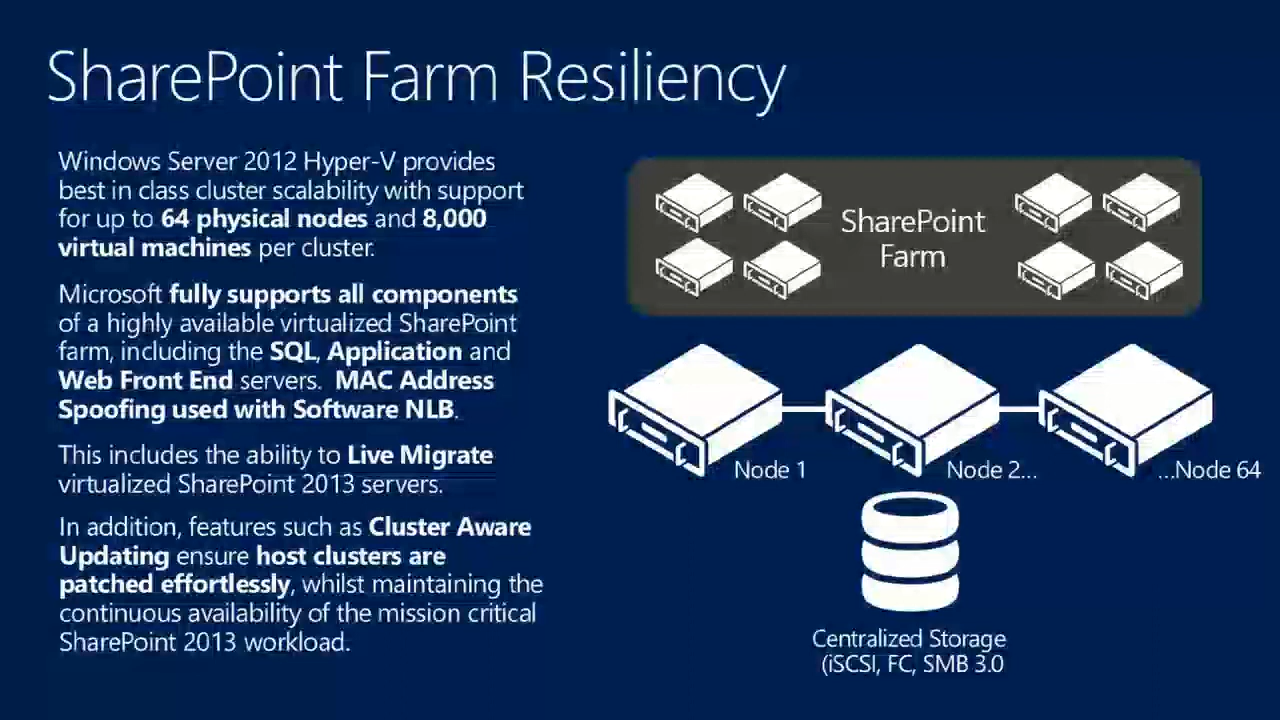 SharePoint Farm Resiliency
Windows Server 2012 Hyper-V provides
best in class cluster scalability with support
for up to 64 physical nodes and 8,000
virtual machines per cluster.
Microsoft fully supports all components
of a highly available virtualized SharePoint
farm, including the SQL, Application and
Web Front End servers.  MAC Address
Spoofing used with Software NLB.
This includes the ability to Live Migrate
virtualized SharePoint 2013 servers.
In addition, features such as Cluster Aware
Updating ensure host clusters are
patched effortlessly, whilst maintaining the
continuous availability of the mission critical
SharePoint 2013 workload.
SharePoint
Farm
Node 1
Node 2...
...Node 64
Centralized Storage
(iSCSI, FC, SMB 3.0